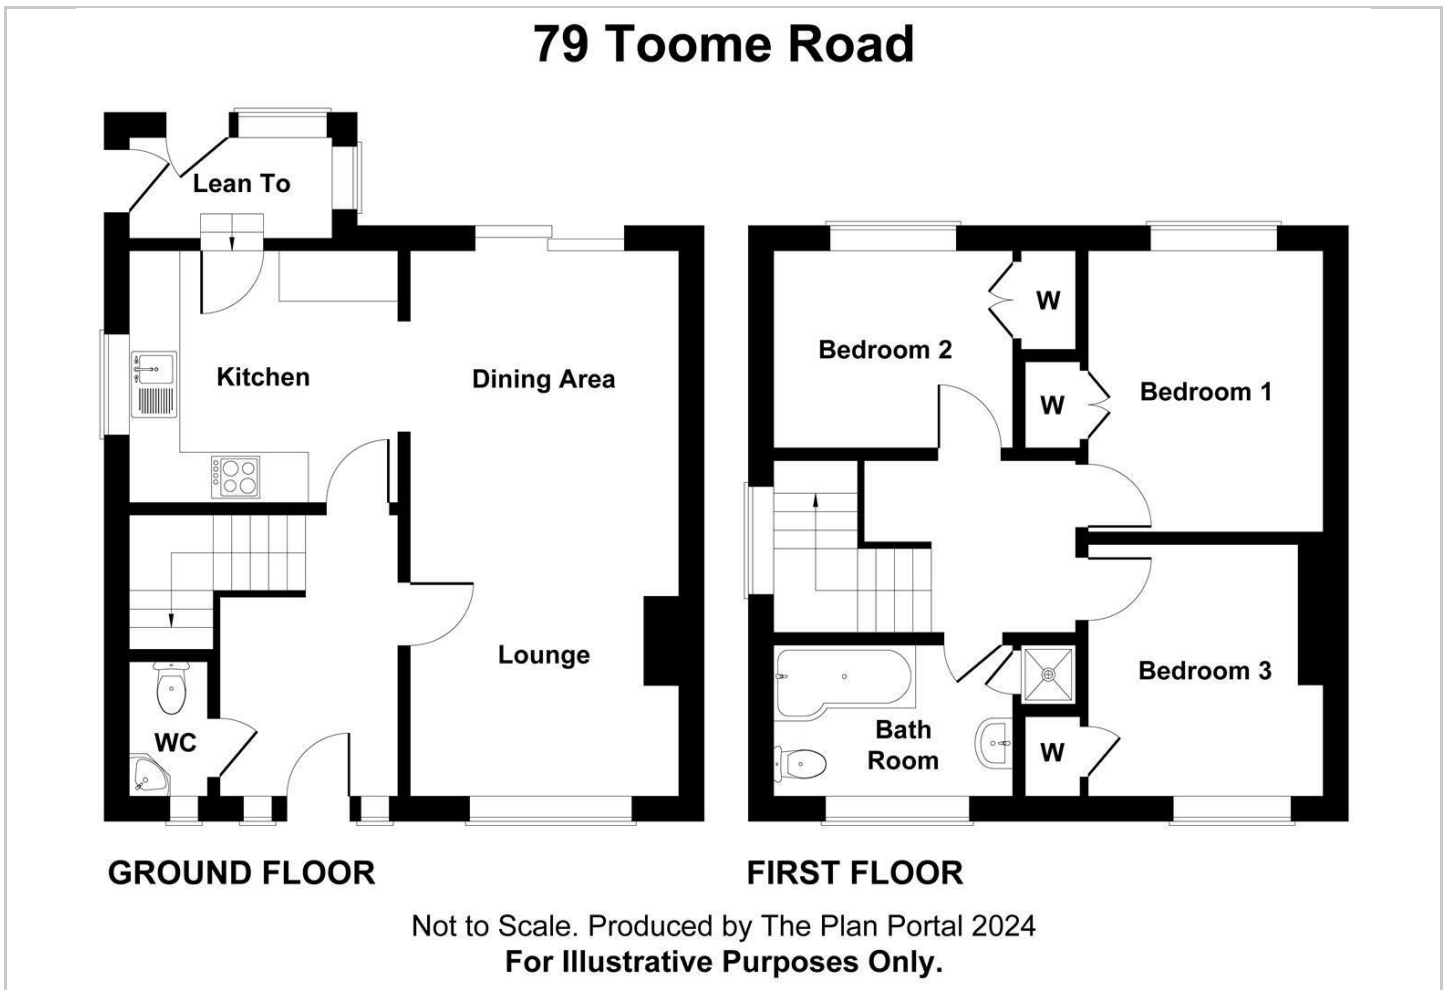 79 Toome Road
Lean To
Kitchen
Dining Area
Lounge
WC
Bedroom 2
W
W
Bedroom 1
Bedroom 3
Bath
Room
W
GROUND FLOOR
FIRST FLOOR
Not to Scale. Produced by The Plan Portal 2024
For Illustrative Purposes Only.